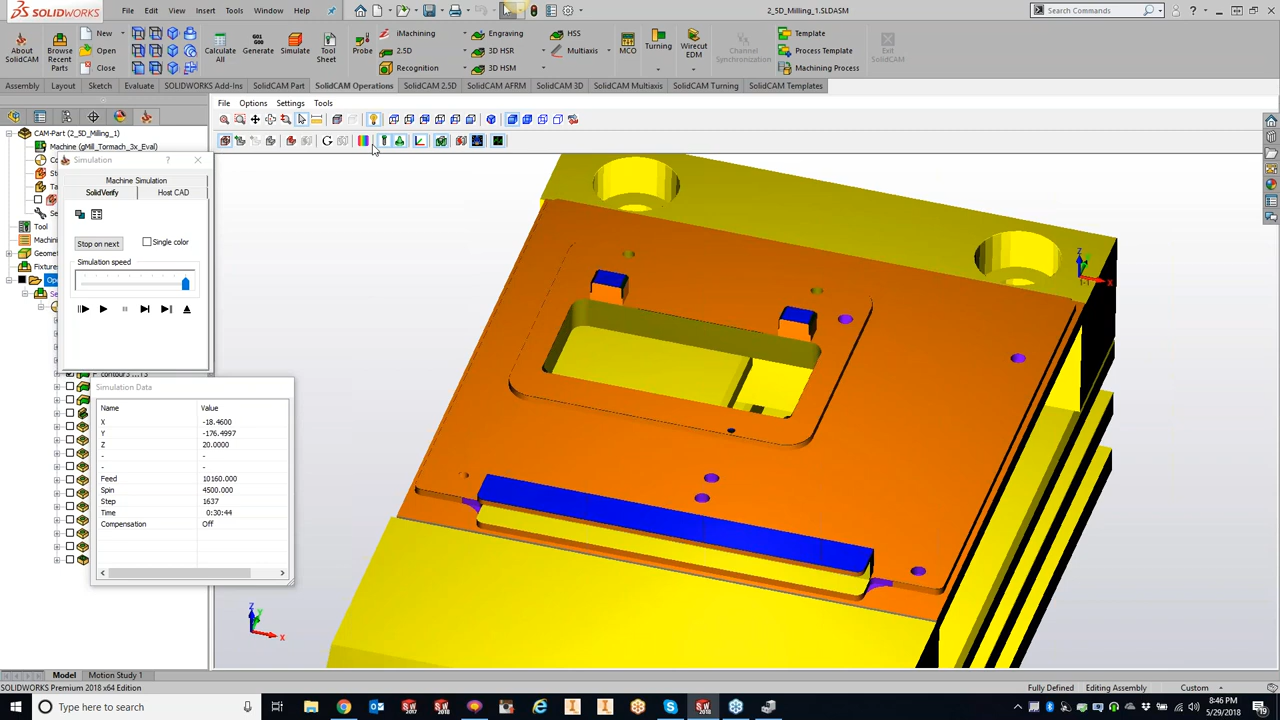 SOLIDWORKS File Edit View Insert Tools Window Help 2_5D_Milling_1.SLDASM Search Commands
About SolidCAM Browse Recent Parts New Open Close Calculate All Generate Simulate Tool Sheet Probe iMachining 2.5D Recognition Engraving 3D HSR 3D HSM HSS Multiaxis MCO Turning Wirecut EDM Channel Synchronization Template Process Template Machining Process Exit SolidCAM
Assembly Layout Sketch Evaluate SOLIDWORKS Add-Ins SolidCAM Part SolidCAM Operations SolidCAM 2.5D SolidCAM AFRM SolidCAM 3D SolidCAM Multiaxis SolidCAM Turning SolidCAM Templates
File Options Settings Tools
CAM-Part (2_5D_Milling_1)
Machine (gMill_Tormach_3x_Eval)
Simulation ?
Machine Simulation
SolidVerify Host CAD
Tool
Machini
Geomet
Fixtures
Stop on next Single color
Simulation speed
Simulation Data
Name Value
X -18.4600
Y -176.4997
Z 20.0000
- -
- -
Feed 10160.000
Spin 4500.000
Step 1637
Time 0:30:44
Compensation Off
Z X 1-1
Z Y X
Model Motion Study 1
SOLIDWORKS Premium 2018 x64 Edition Fully Defined Editing Assembly Custom
Type here to search 8:46 PM
5/29/2018